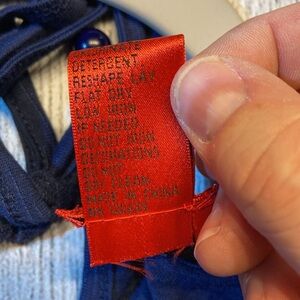 DETERGENT
RESHAPE LAY
FLAT DRY
LOW IRON
IF NEEDED
DO NOT IRON
DECORATIONS
DO NOT
DRY CLEAN
MADE IN CHINA
RN